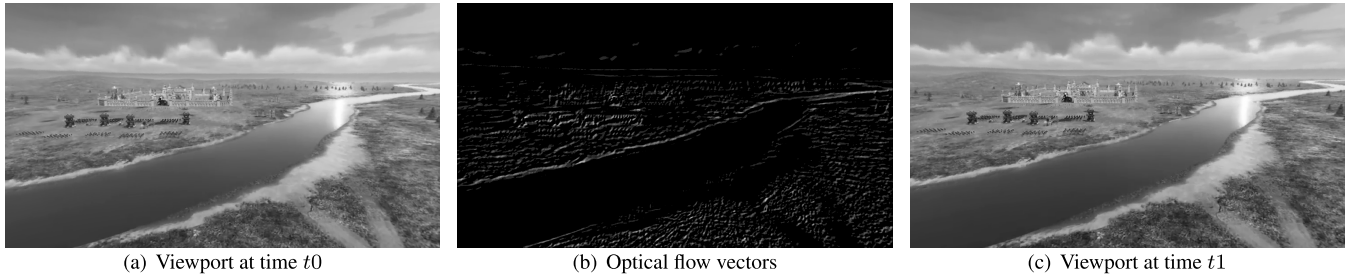 (a) Viewport at time t0
(b) Optical flow vectors
(c) Viewport at time t1